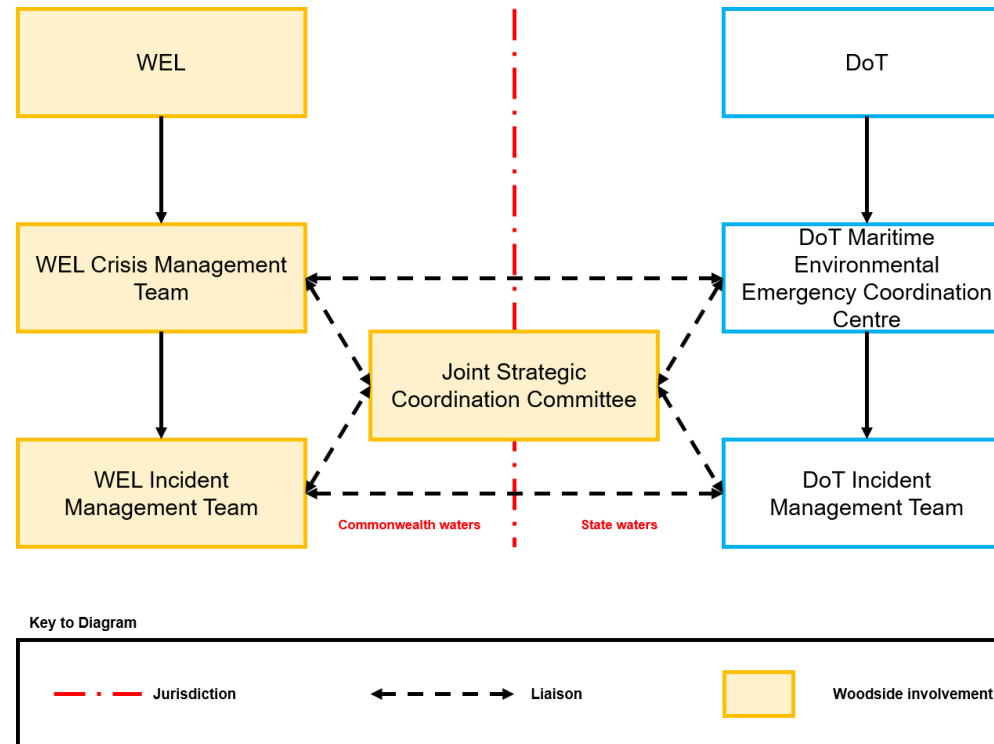 WEL
DoT
WEL Crisis Management
Team
DoT Maritime
Environmental
Emergency Coordination
Centre
Joint Strategic
Coordination Committee
WEL Incident
Management Team
DoT Incident
Management Team
Commonwealth waters
State waters
Key to Diagram
Jurisdiction
Liaison
Woodside involvement